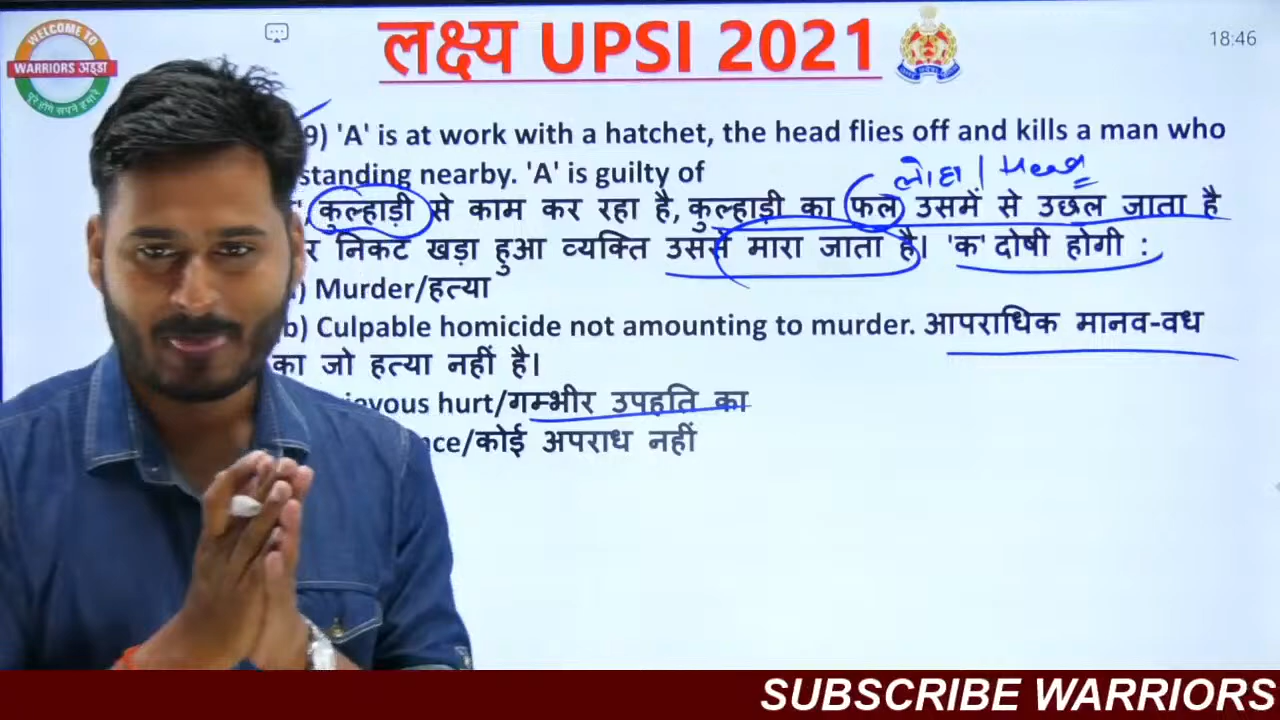 WELCOME TO
WARRIORS अड्डा
पूरे होंगे सपने हमारे
लक्ष्य UPSI 2021
18:46
9) 'A' is at work with a hatchet, the head flies off and kills a man who
standing nearby. 'A' is guilty of
लोहा | Head
कुल्हाड़ी से काम कर रहा है, कुल्हाड़ी का फल उसमें से उछल जाता है
र निकट खड़ा हुआ व्यक्ति उससे मारा जाता है। 'क' दोषी होगी :
) Murder/हत्या
b) Culpable homicide not amounting to murder. आपराधिक मानव-वध
का जो हत्या नहीं है।
ievous hurt/गम्भीर उपहति का
nce/कोई अपराध नहीं
SUBSCRIBE WARRIORS